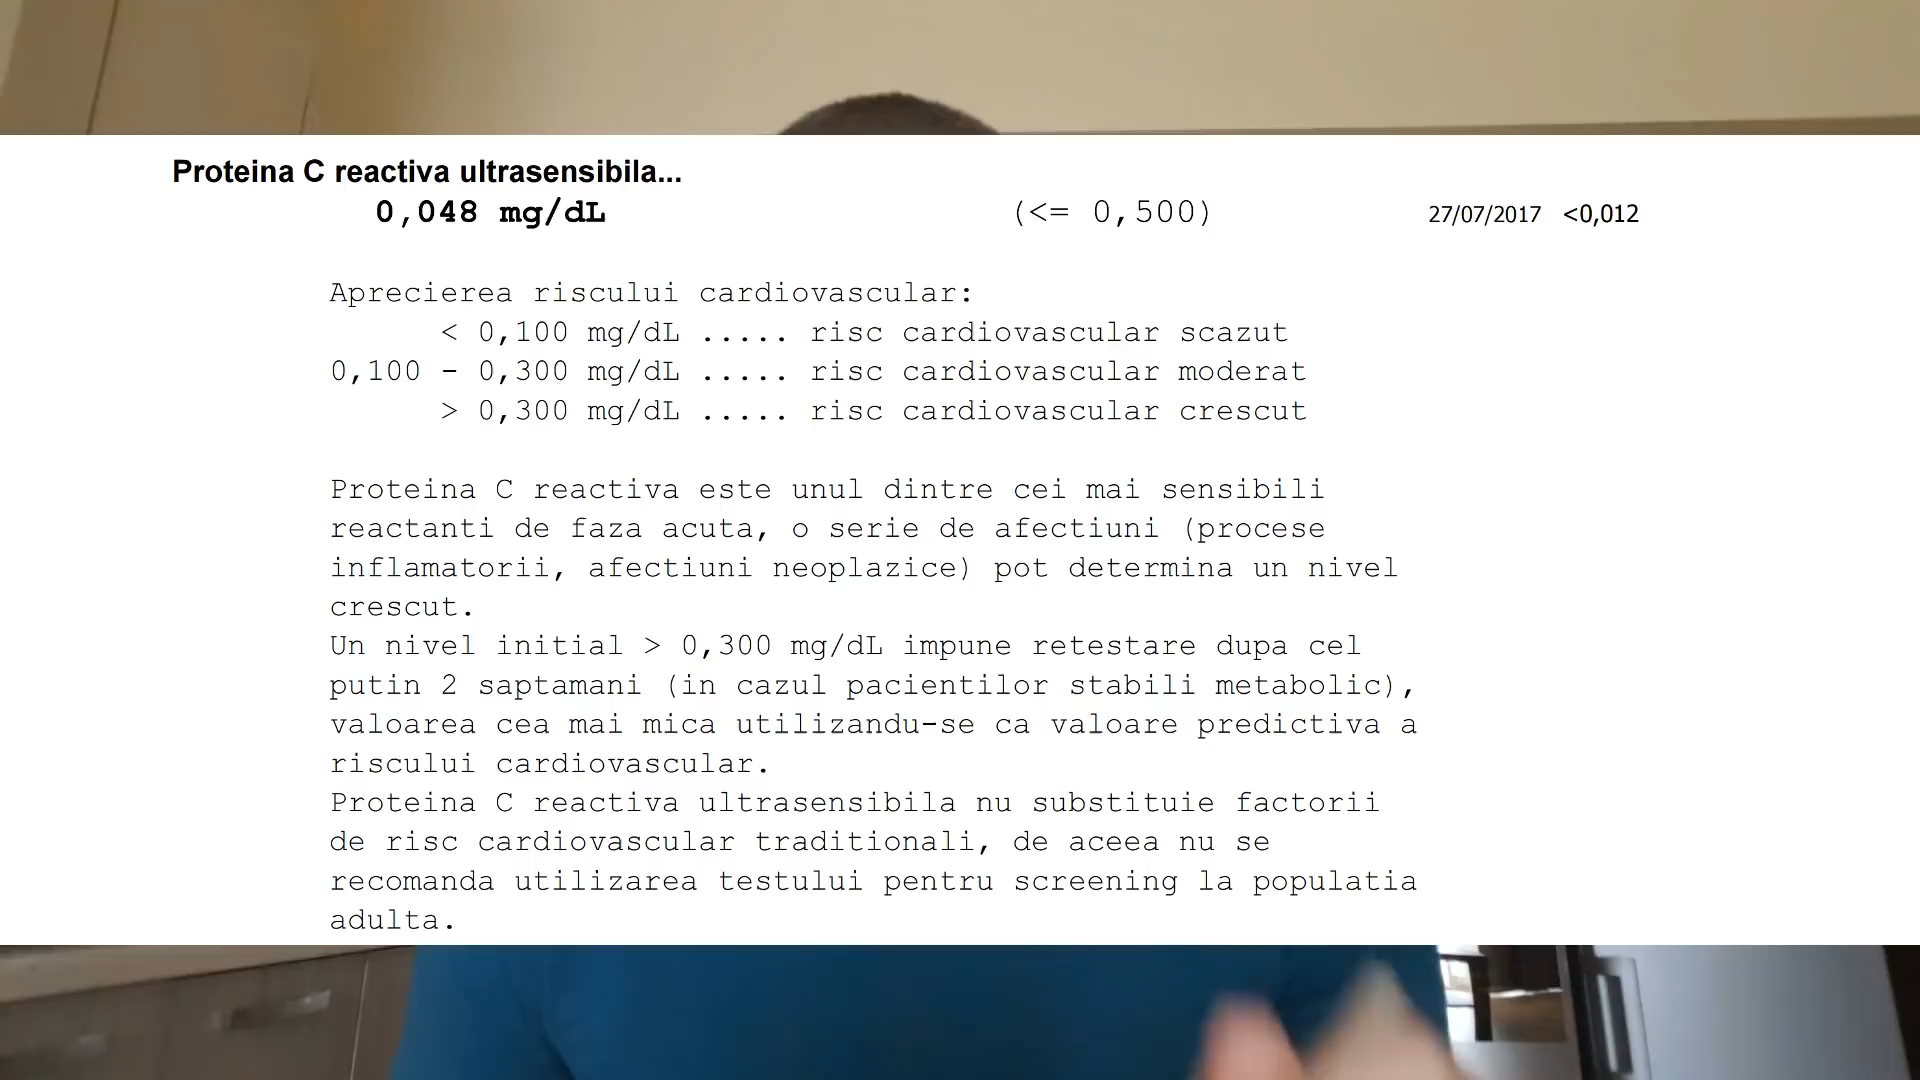 Proteina C reactiva ultrasensibila...
0,048 mg/dL (<= 0,500) 27/07/2017 <0,012
Aprecierea riscului cardiovascular:
< 0,100 mg/dL ..... risc cardiovascular scazut
0,100 - 0,300 mg/dL ..... risc cardiovascular moderat
> 0,300 mg/dL ..... risc cardiovascular crescut
Proteina C reactiva este unul dintre cei mai sensibili
reactanti de faza acuta, o serie de afectiuni (procese
inflamatorii, afectiuni neoplazice) pot determina un nivel
crescut.
Un nivel initial > 0,300 mg/dL impune retestare dupa cel
putin 2 saptamani (in cazul pacientilor stabili metabolic),
valoarea cea mai mica utilizandu-se ca valoare predictiva a
riscului cardiovascular.
Proteina C reactiva ultrasensibila nu substituie factorii
de risc cardiovascular traditionali, de aceea nu se
recomanda utilizarea testului pentru screening la populatia
adulta.